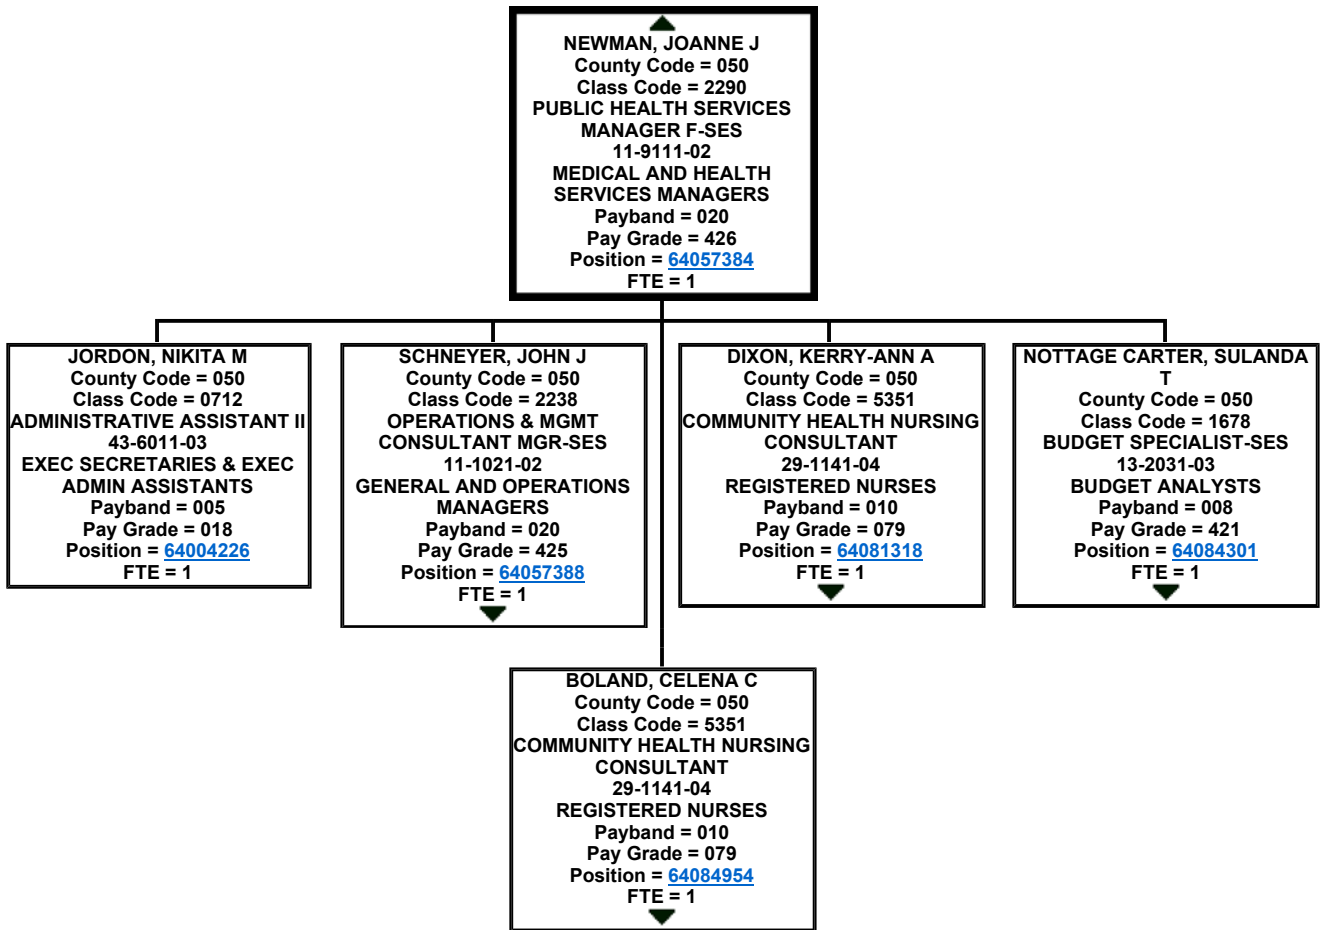 NEWMAN, JOANNE J
County Code = 050
Class Code = 2290
PUBLIC HEALTH SERVICES
MANAGER F-SES
11-9111-02
MEDICAL AND HEALTH
SERVICES MANAGERS
Payband = 020
Pay Grade = 426
Position = 64057384
FTE = 1
JORDON, NIKITA M
County Code = 050
Class Code = 0712
ADMINISTRATIVE ASSISTANT II
43-6011-03
EXEC SECRETARIES & EXEC
ADMIN ASSISTANTS
Payband = 005
Pay Grade = 018
Position = 64004226
FTE = 1
SCHNEYER, JOHN J
County Code = 050
Class Code = 2238
OPERATIONS & MGMT
CONSULTANT MGR-SES
11-1021-02
GENERAL AND OPERATIONS
MANAGERS
Payband = 020
Pay Grade = 425
Position = 64057388
FTE = 1
DIXON, KERRY-ANN A
County Code = 050
Class Code = 5351
COMMUNITY HEALTH NURSING
CONSULTANT
29-1141-04
REGISTERED NURSES
Payband = 010
Pay Grade = 079
Position = 64081318
FTE = 1
NOTTAGE CARTER, SULANDA
T
County Code = 050
Class Code = 1678
BUDGET SPECIALIST-SES
13-2031-03
BUDGET ANALYSTS
Payband = 008
Pay Grade = 421
Position = 64084301
FTE = 1
BOLAND, CELENA C
County Code = 050
Class Code = 5351
COMMUNITY HEALTH NURSING
CONSULTANT
29-1141-04
REGISTERED NURSES
Payband = 010
Pay Grade = 079
Position = 64084954
FTE = 1